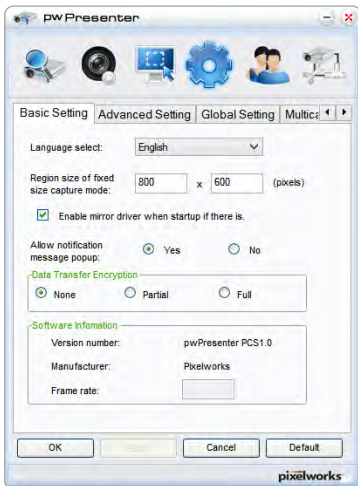 pwPresenter
Basic Setting Advanced Setting Global Setting Multica
Language select: English
Region size of fixed
size capture mode: 800 x 600 (pixels)
Enable mirror driver when startup if there is.
Allow notification
message popup: Yes No
Data Transfer Encryption
None Partial Full
Software Infomation
Version number: pwPresenter PCS1.0
Manufacturer: Pixelworks
Frame rate:
OK Cancel Default
pixelworks